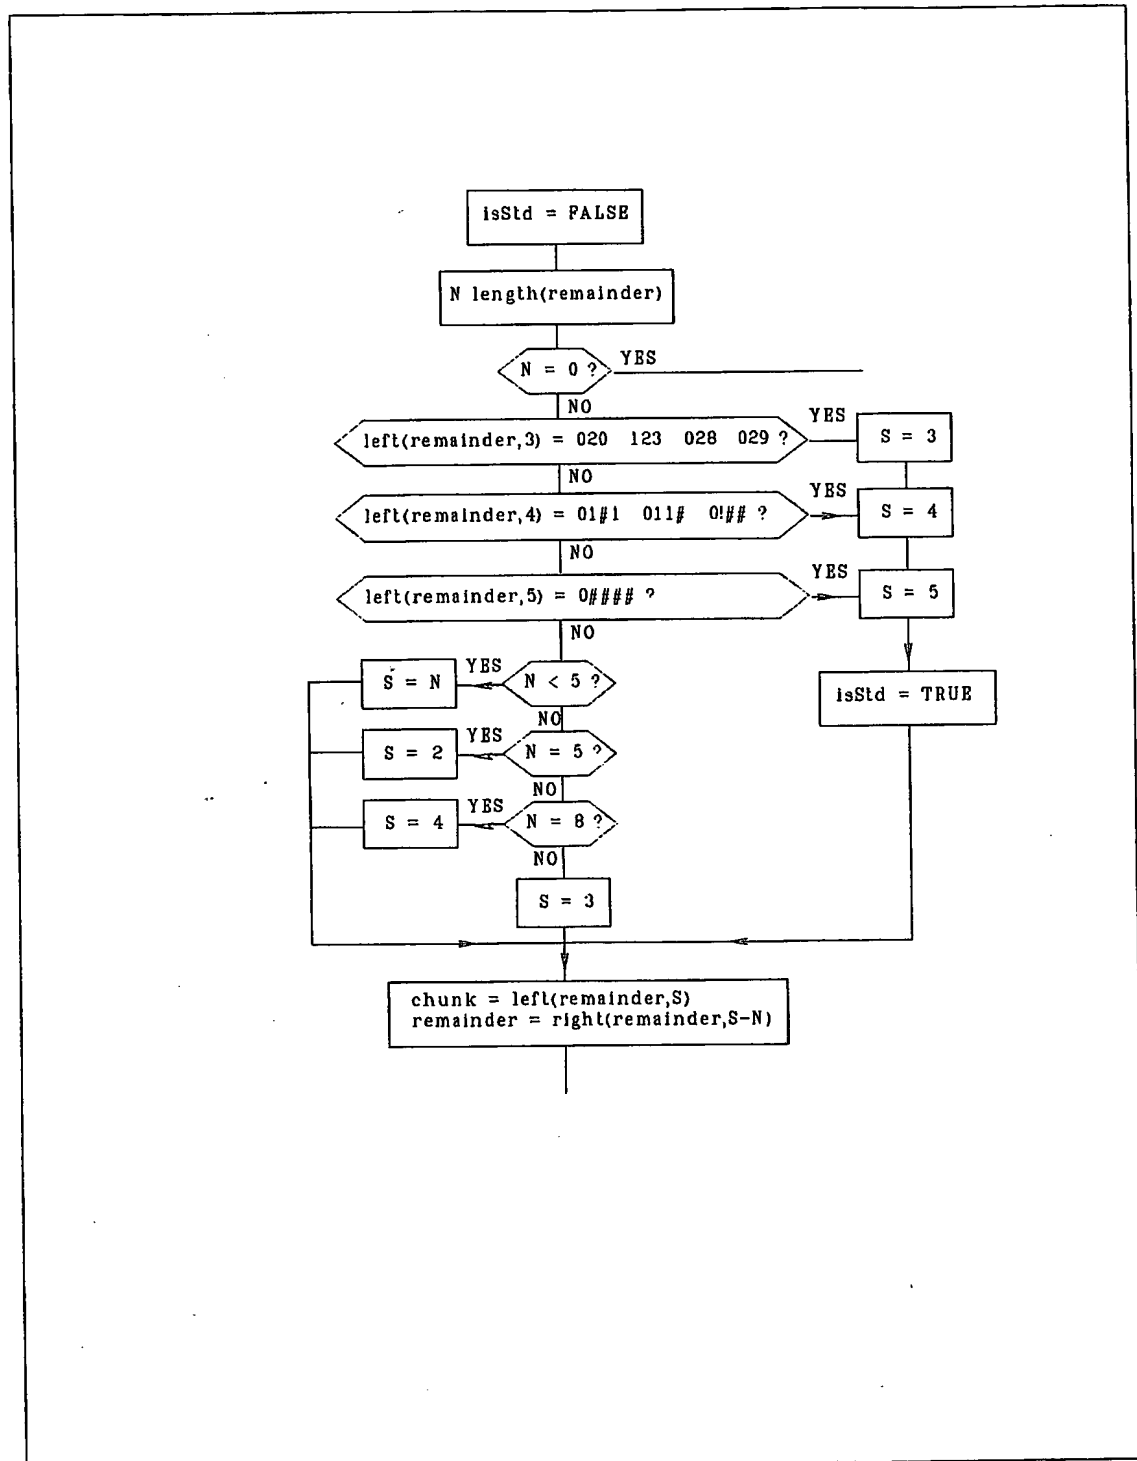 isStd = FALSE
N length(remainder)
N = 0 ?
YES
NO
left(remainder,3) = 020 123 028 029 ?
YES
S = 3
NO
left(remainder,4) = 01#1 011# 0!## ?
YES
S = 4
NO
left(remainder,5) = 0#### ?
YES
S = 5
NO
S = N
YES
N < 5 ?
isStd = TRUE
NO
S = 2
YES
N = 5 ?
NO
S = 4
YES
N = 8 ?
NO
S = 3
chunk = left(remainder,S)
remainder = right(remainder,S-N)